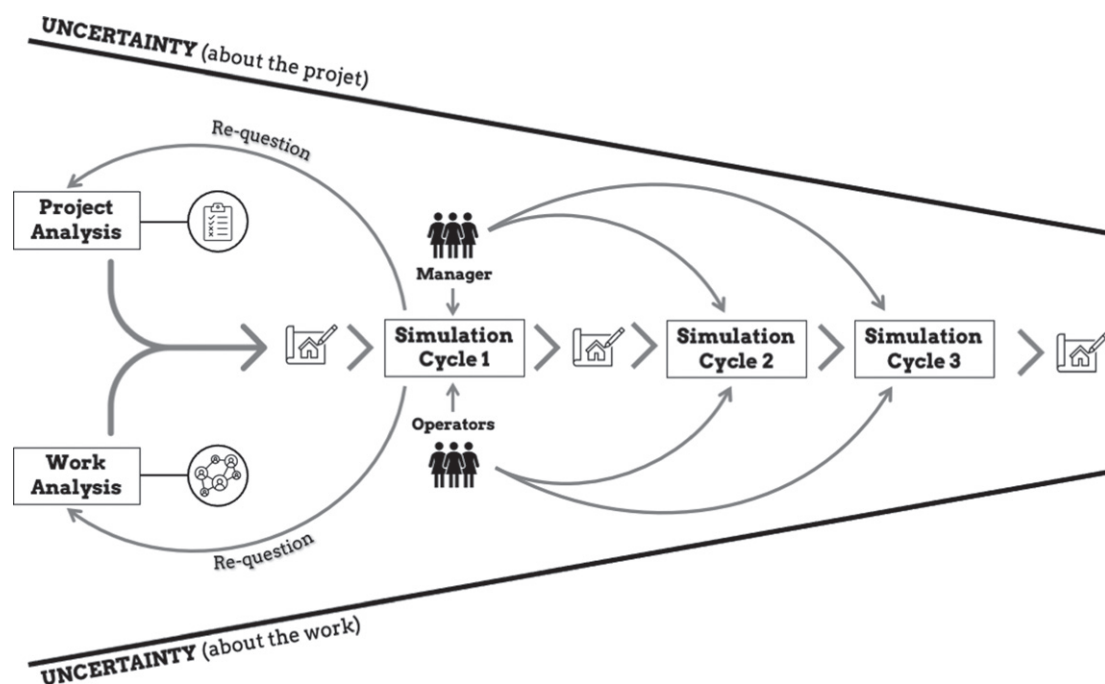 UNCERTAINTY (about the projet)
Re-question
Project
Analysis
Manager
Simulation
Cycle 1
Simulation
Cycle 2
Simulation
Cycle 3
Operators
Work
Analysis
Re-question
UNCERTAINTY (about the work)